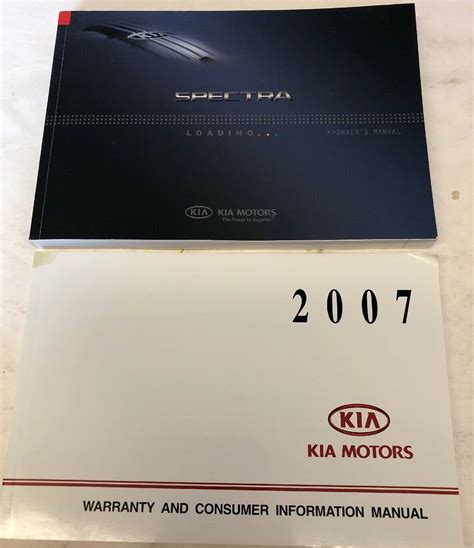 SPECTRA
LOADING...
>>OWNER'S MANUAL
KIA KIA MOTORS
The Power to Surprise™
2007
KIA
KIA MOTORS
WARRANTY AND CONSUMER INFORMATION MANUAL